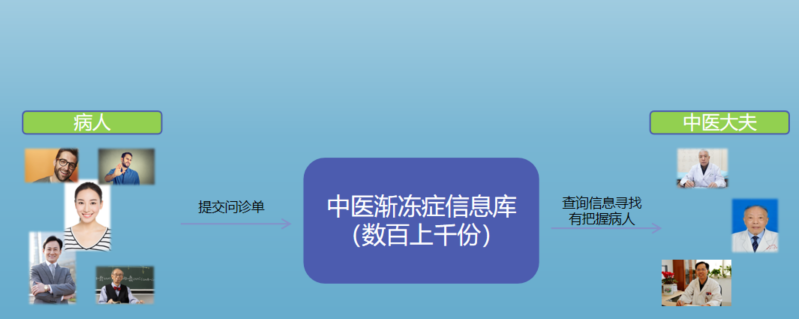 病人
中医大夫
提交问诊单
中医渐冻症信息库
（数百上千份）
查询信息寻找
有把握病人